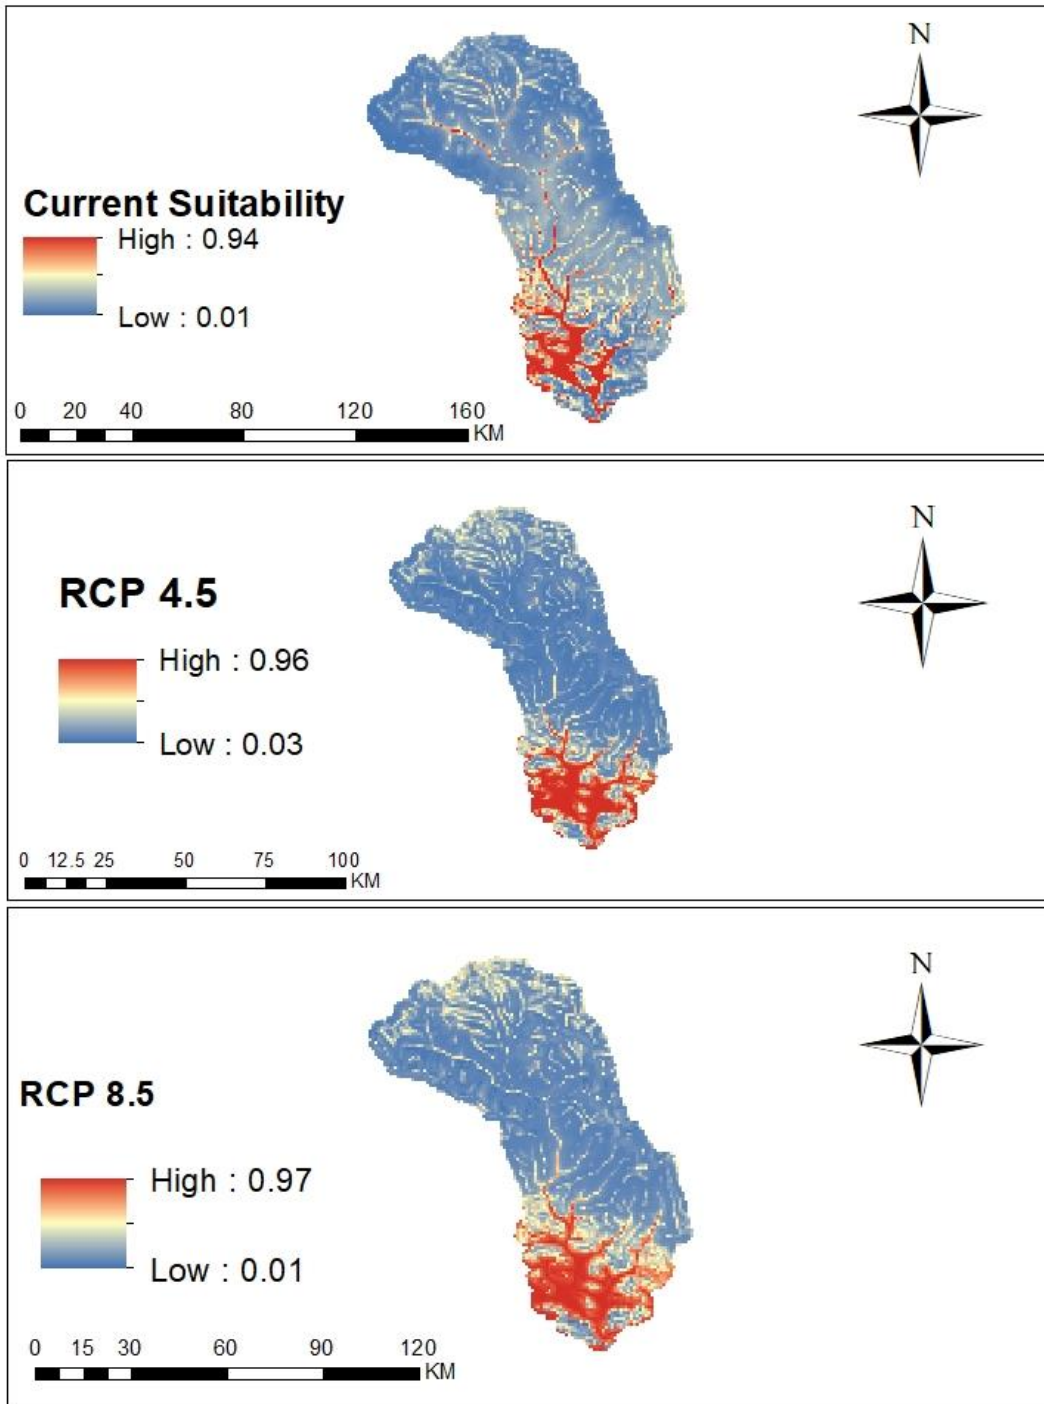 N
Current Suitability
High : 0.94
Low : 0.01
0 20 40 80 120 160
KM
N
RCP 4.5
High : 0.96
Low : 0.03
0 12.5 25 50 75 100
KM
N
RCP 8.5
High : 0.97
Low : 0.01
0 15 30 60 90 120
KM